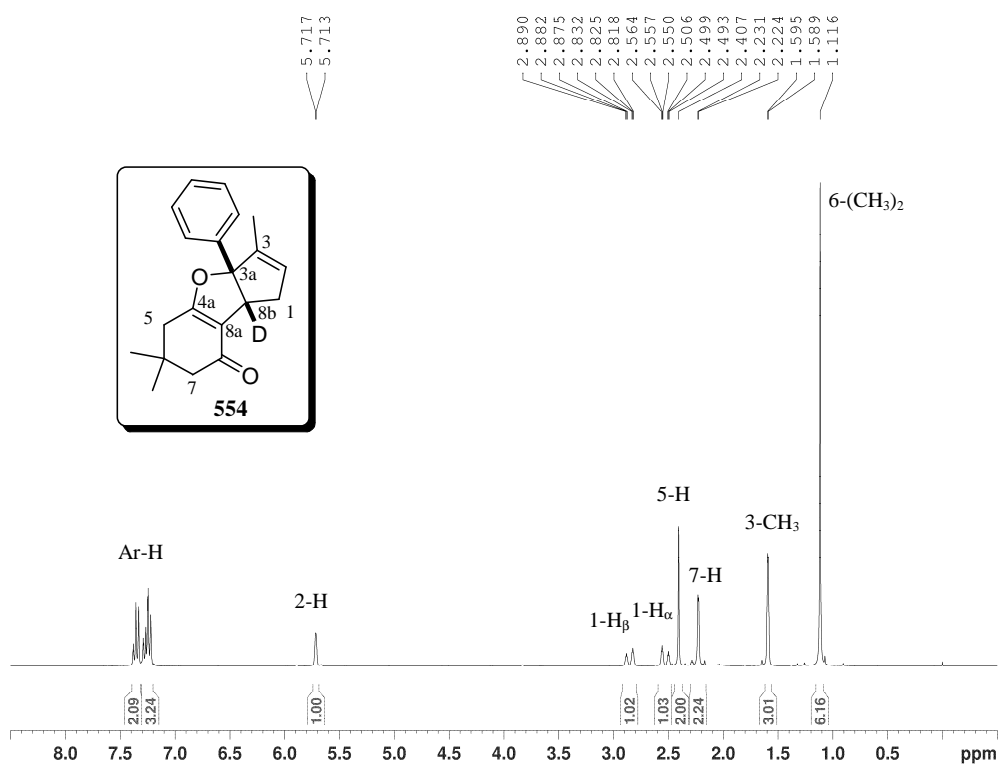 5.717
5.713
2.890
2.882
2.875
2.832
2.825
2.818
2.564
2.557
2.550
2.506
2.499
2.493
2.407
2.231
2.224
1.595
1.589
1.116
6-(CH₃)₂
3
O
3a
4a
8b
1
5
8a
D
7
O
554
5-H
3-CH₃
Ar-H
7-H
2-H
1-Hβ
1-Hα
2.09
3.24
1.00
1.02
1.03
2.00
2.24
3.01
6.16
8.0 7.5 7.0 6.5 6.0 5.5 5.0 4.5 4.0 3.5 3.0 2.5 2.0 1.5 1.0 0.5 ppm